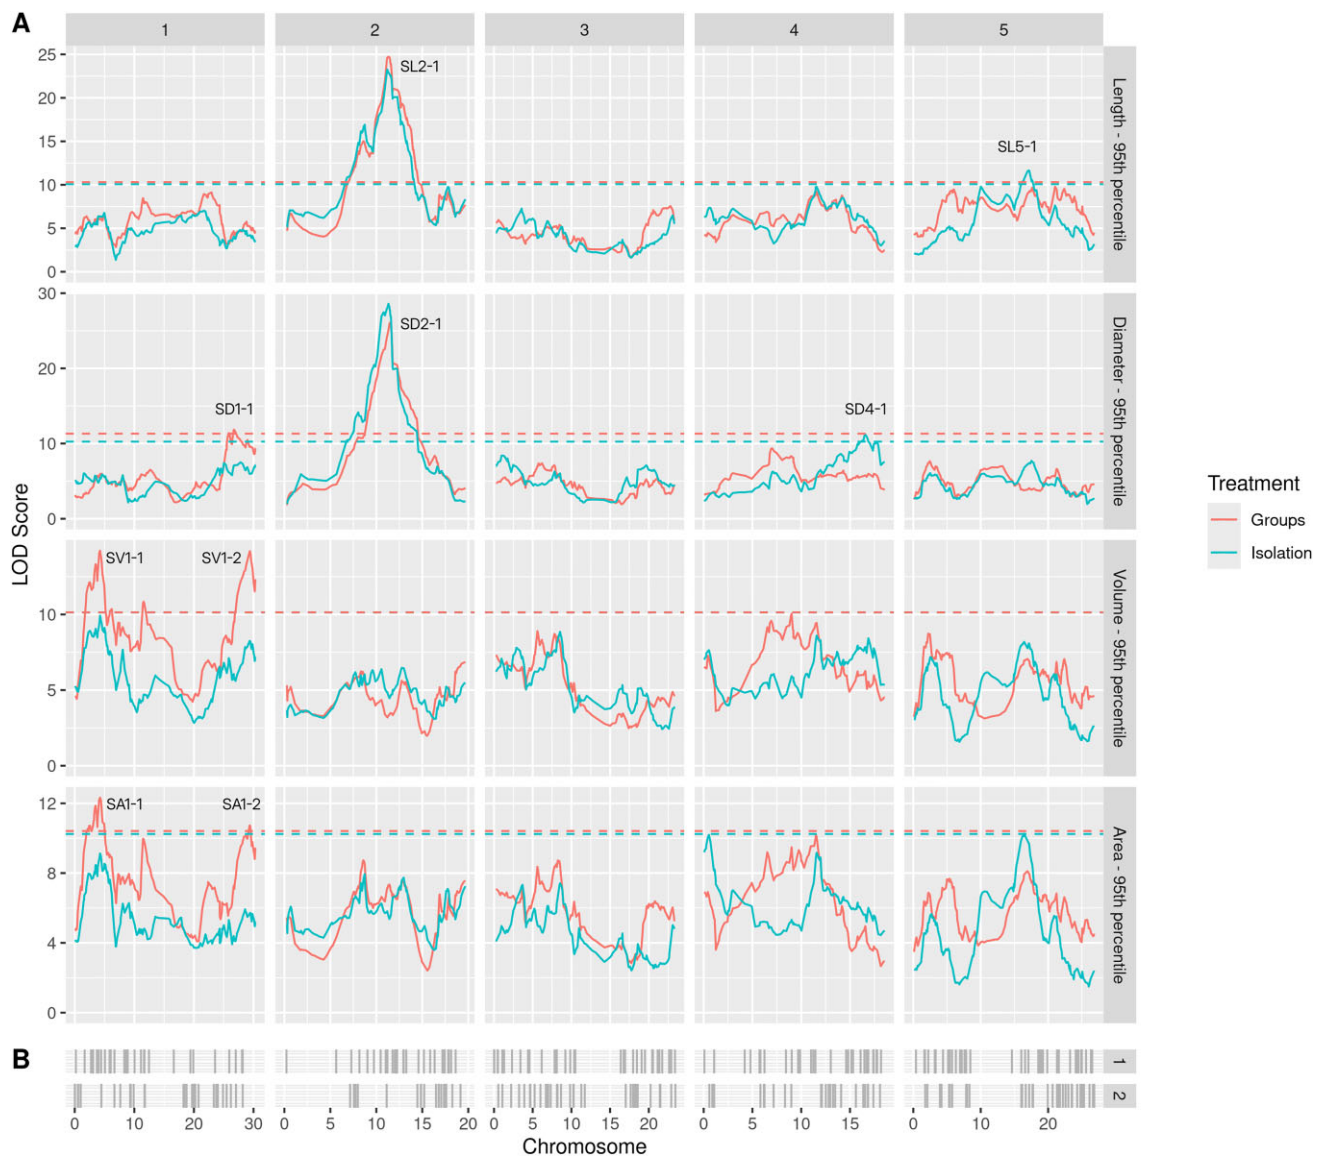 A
1 2 3 4 5
25
20
15
10
5
0
SL2-1
SL5-1
Length - 95th percentile
30
20
10
0
SD1-1
SD2-1
SD4-1
Diameter - 95th percentile
10
5
0
SV1-1
SV1-2
Volume - 95th percentile
12
8
4
0
SA1-1
SA1-2
Area - 95th percentile
LOD Score
Treatment
Groups
Isolation
B
1
2
0 10 20 30 0 5 10 15 20 0 5 10 15 20 0 5 10 15 0 10 20
Chromosome